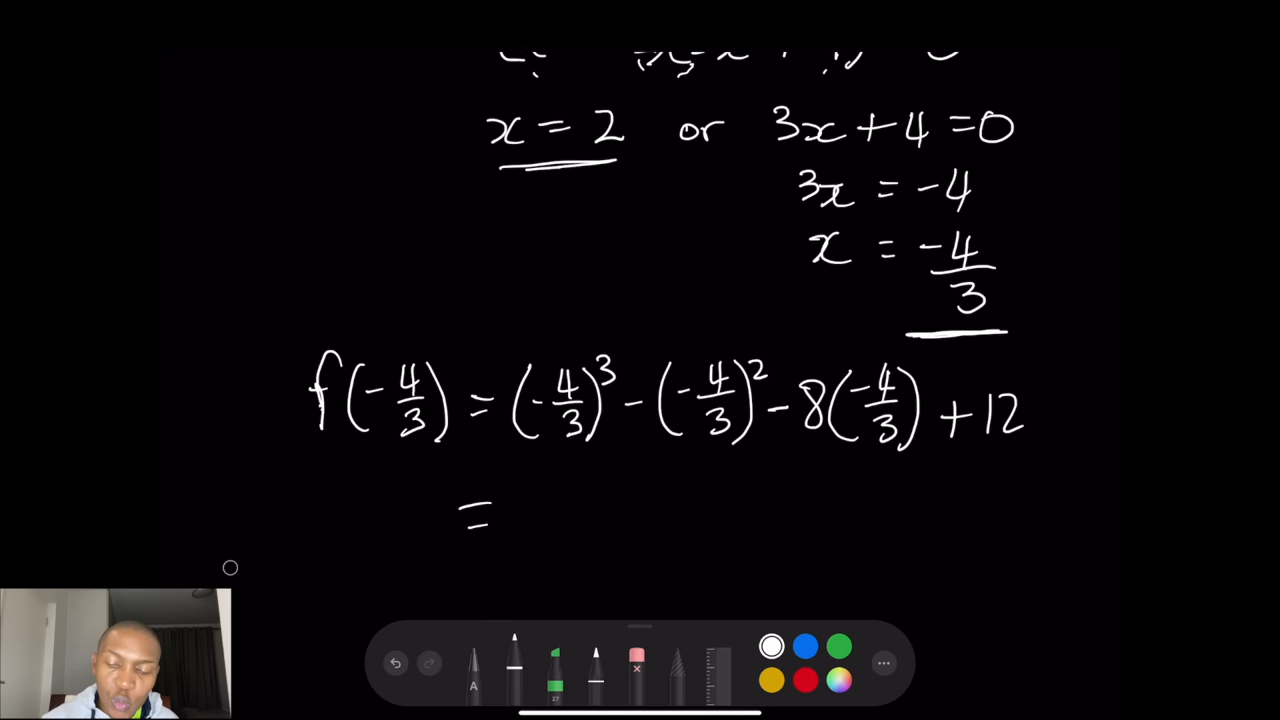 x = 2 or 3x + 4 = 0
3x = -4
x = -4/3
f(-4/3) = (-4/3)³ - (-4/3)² - 8(-4/3) + 12
=
A
27